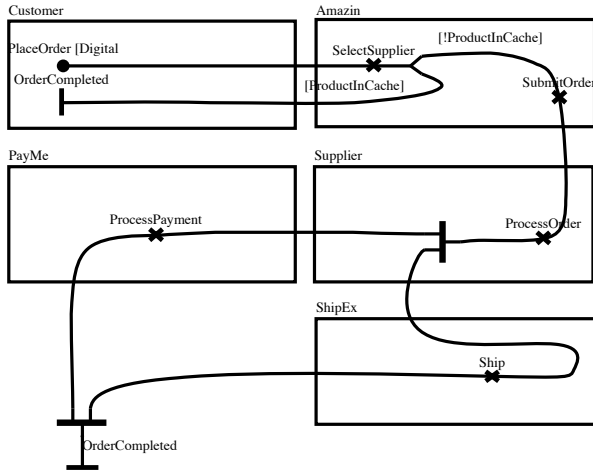 Customer
Amazin
PlaceOrder [Digital
SelectSupplier
[!ProductInCache]
OrderCompleted
[ProductInCache]
SubmitOrder
PayMe
Supplier
ProcessPayment
ProcessOrder
ShipEx
Ship
OrderCompleted